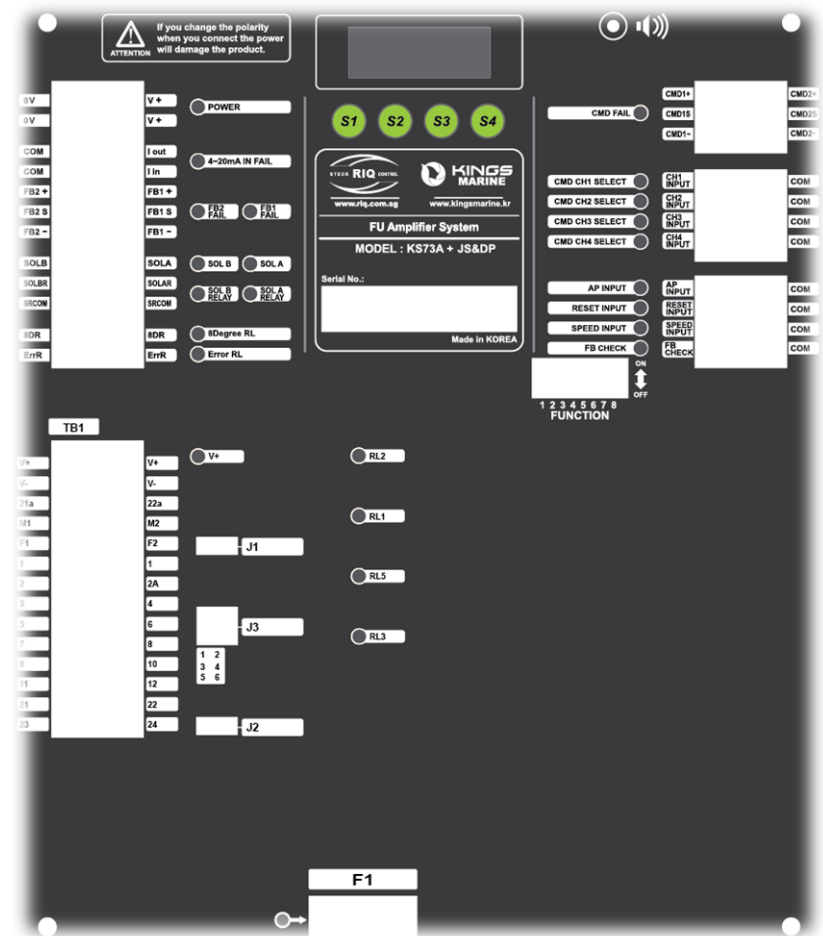 ATTENTION
If you change the polarity
when you connect the power
will damage the product.
0V V +
0V V +
COM I out
COM I in
FB2 + FB1 +
FB2 S FB1 S
FB2 − FB1 −
SOLB SOLA
SOLBR SOLAR
SRCOM SRCOM
8DR 8DR
ErrR ErrR
POWER
4~20mA IN FAIL
FB2 FAIL
FB1 FAIL
SOL B
SOL A
SOL B RELAY
SOL A RELAY
8Degree RL
Error RL
S1 S2 S3 S4
STEER RIQ CONTROL
www.riq.com.sg
KINGS
MARINE
www.kingsmarine.kr
FU Amplifier System
MODEL : KS73A + JS&DP
Serial No.:
Made in KOREA
CMD FAIL
CMD1+ CMD2+
CMD1S CMD2S
CMD1− CMD2-
CMD CH1 SELECT CH1 INPUT COM
CMD CH2 SELECT CH2 INPUT COM
CMD CH3 SELECT CH3 INPUT COM
CMD CH4 SELECT CH4 INPUT COM
AP INPUT AP INPUT COM
RESET INPUT RESET INPUT COM
SPEED INPUT SPEED INPUT COM
FB CHECK FB CHECK COM
ON
OFF
1 2 3 4 5 6 7 8
FUNCTION
TB1
V+ V+
V- V-
21a 22a
M1 M2
F1 F2
1 1
2 2A
3 4
5 6
7 8
9 10
11 12
21 22
23 24
V+
J1
J3
1 2
3 4
5 6
J2
RL2
RL1
RL5
RL3
F1